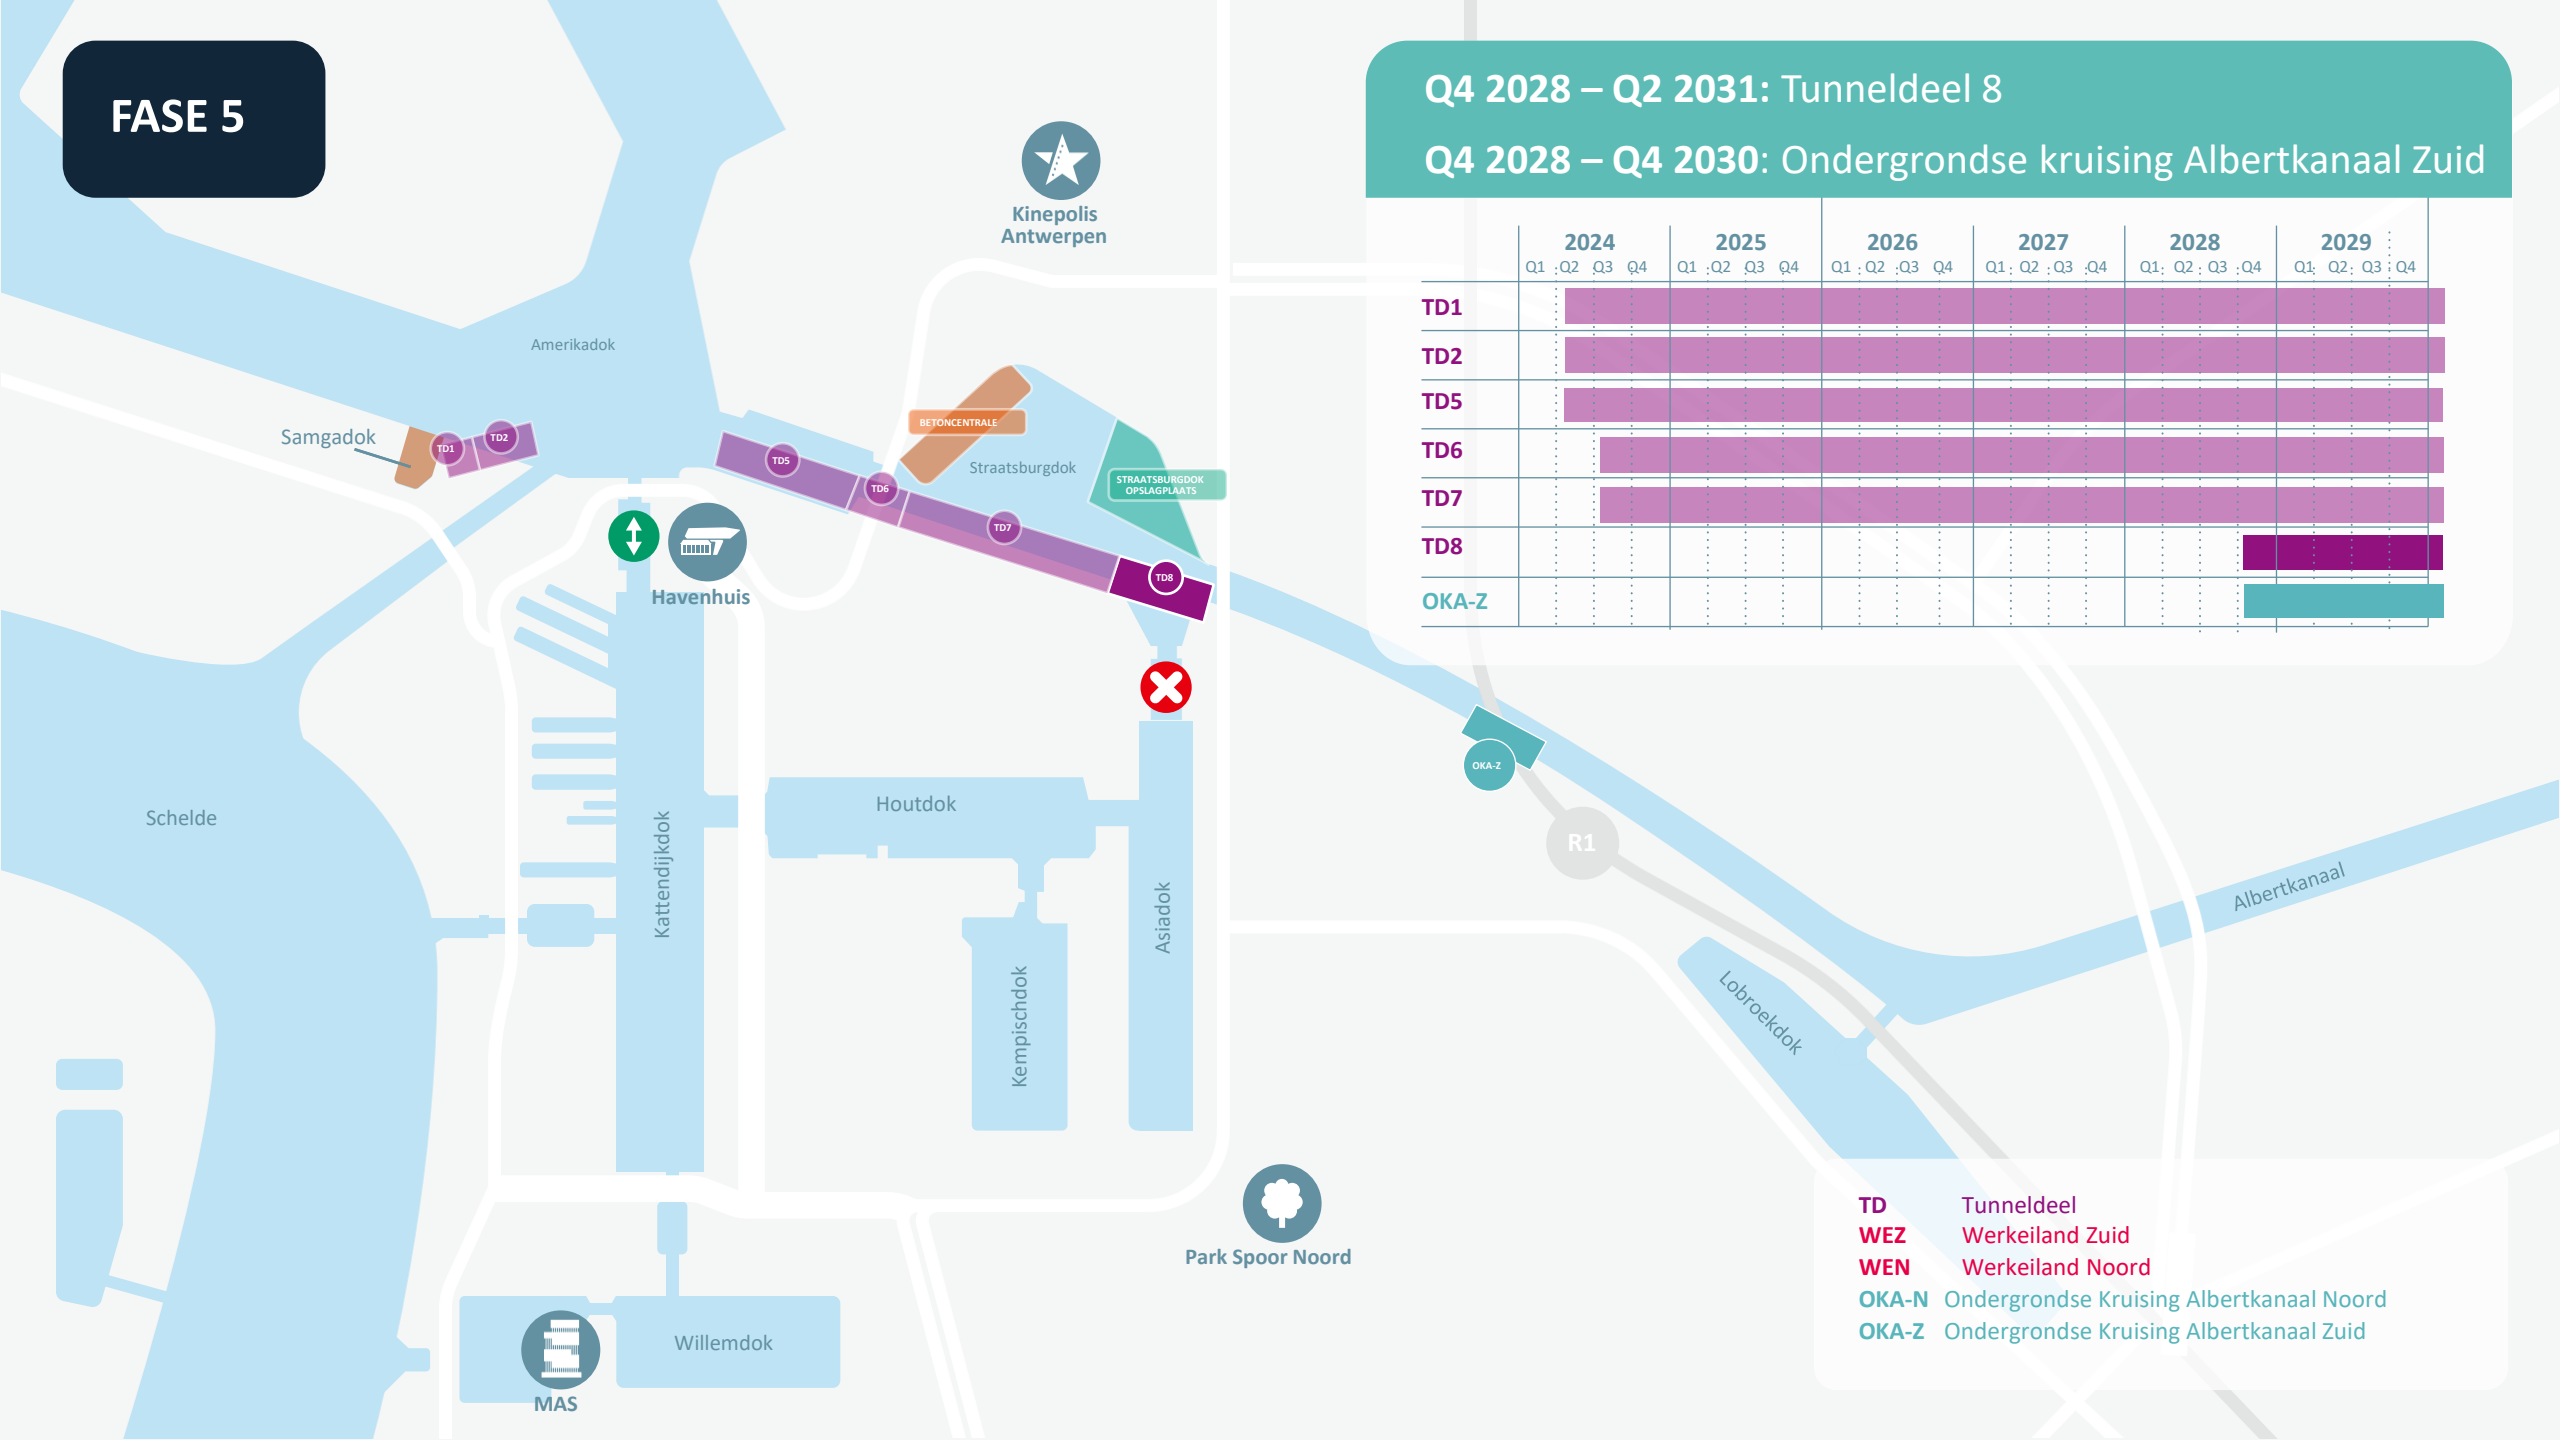 FASE 5
Q4 2028 – Q2 2031: Tunneldeel 8
Q4 2028 – Q4 2030: Ondergrondse kruising Albertkanaal Zuid
2024 2025 2026 2027 2028 2029
Q1 Q2 Q3 Q4 Q1 Q2 Q3 Q4 Q1 Q2 Q3 Q4 Q1 Q2 Q3 Q4 Q1 Q2 Q3 Q4 Q1 Q2 Q3 Q4
TD1
TD2
TD5
TD6
TD7
TD8
OKA-Z
Kinepolis
Antwerpen
Amerikadok
Samgadok
TD1
TD2
TD5
TD6
TD7
TD8
BETONCENTRALE
Straatsburgdok
STRAATSBURGDOK
OPSLAGPLAATS
Havenhuis
OKA-Z
R1
Schelde
Houtdok
Kattendijkdok
Asiadok
Kempischdok
Albertkanaal
Lobroekdok
Park Spoor Noord
Willemdok
MAS
TD Tunneldeel
WEZ Werkeiland Zuid
WEN Werkeiland Noord
OKA-N Ondergrondse Kruising Albertkanaal Noord
OKA-Z Ondergrondse Kruising Albertkanaal Zuid